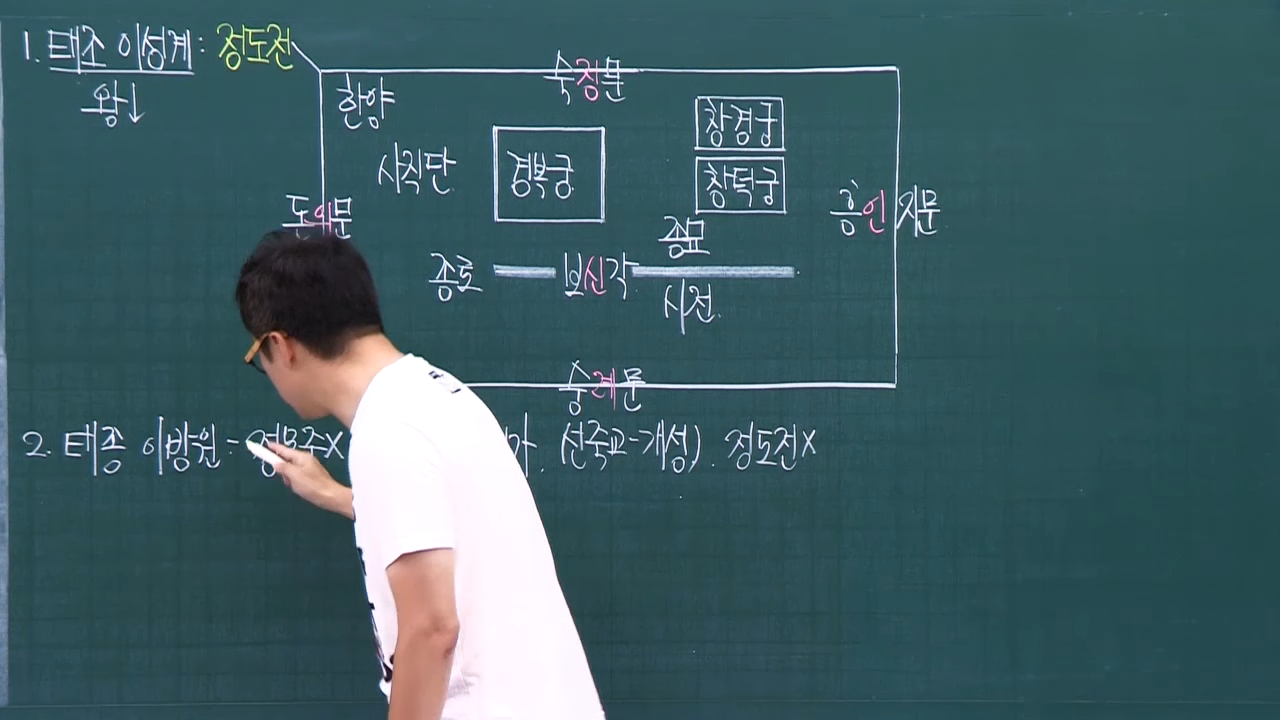 1. 태조 이성계 : 정도전
왕↓
한양
숙정문
창경궁
사직단
경복궁
창덕궁
돈의문
흥인지문
종묘
종로
보신각
시전
숭례문
2. 태종 이방원 : 정몽주X
가. (선죽교-개성). 정도전X